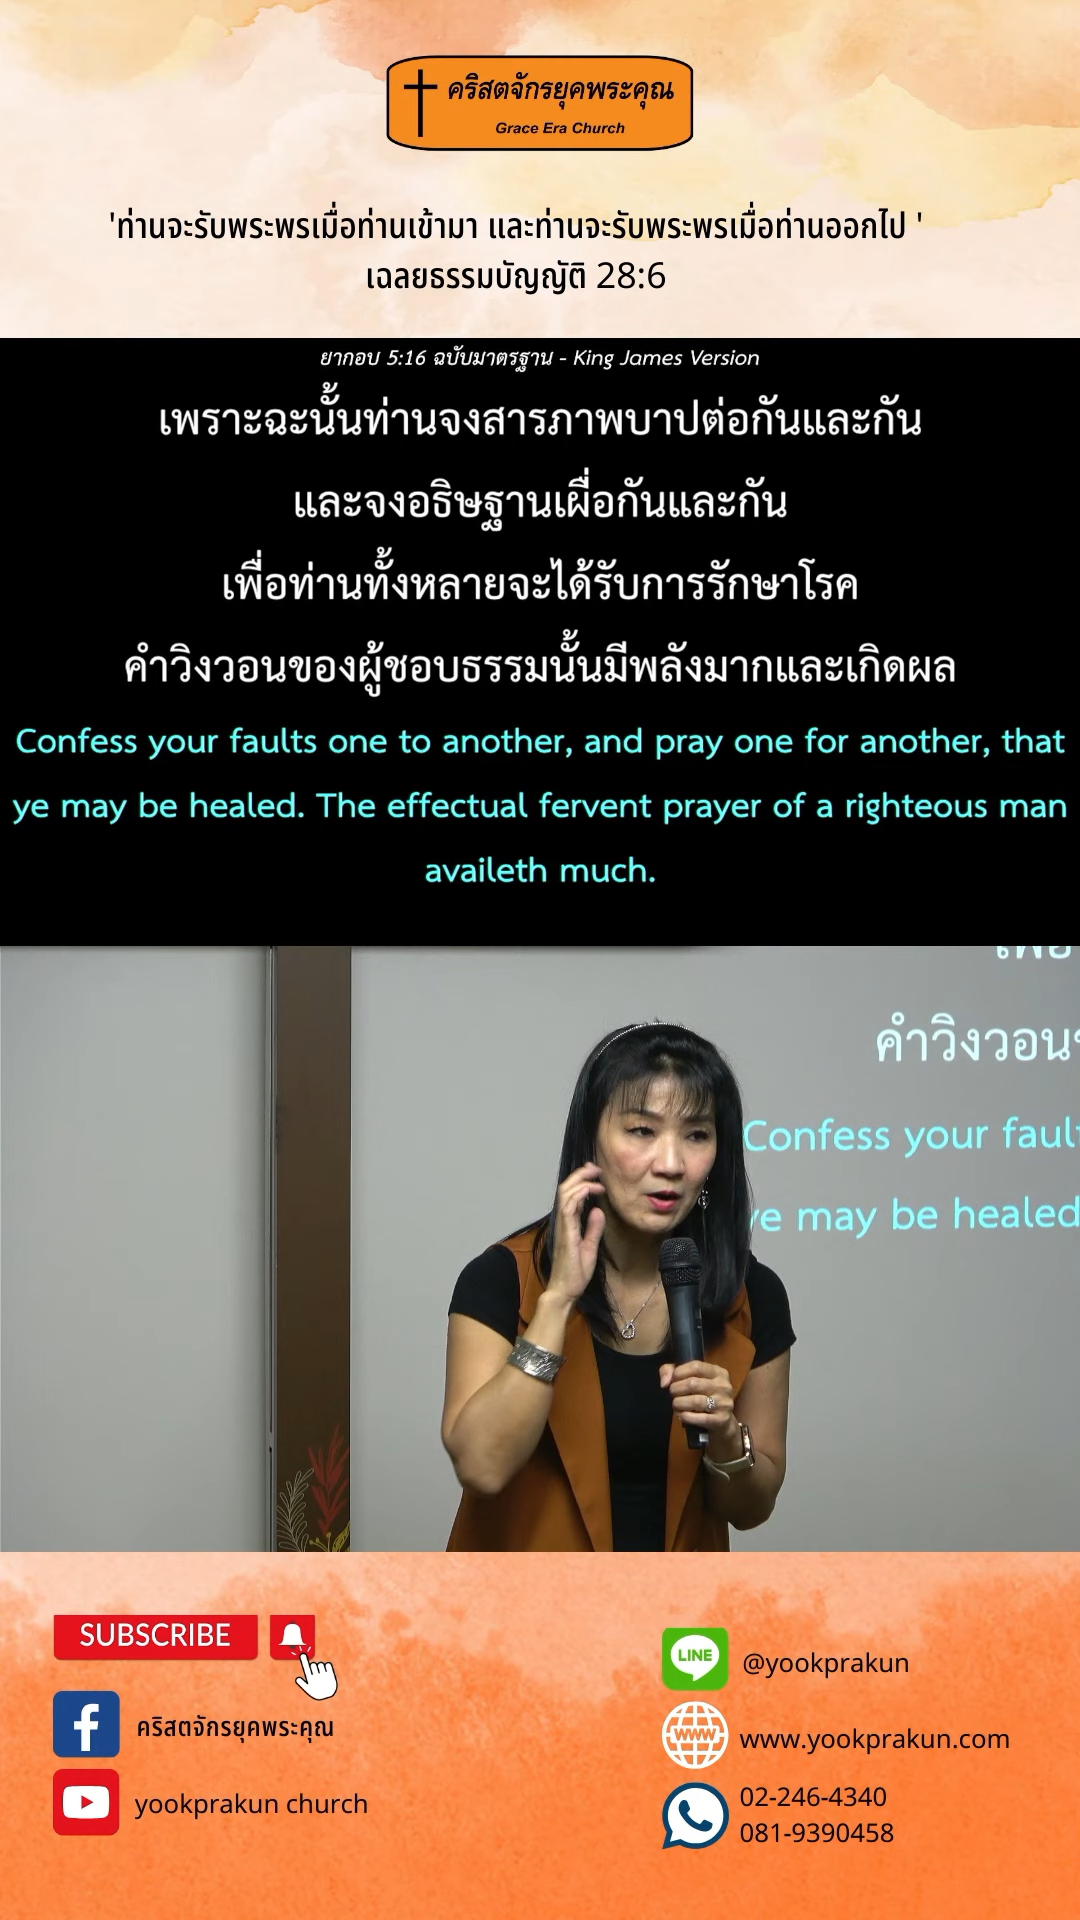 คริสตจักรยุคพระคุณ
Grace Era Church
'ท่านจะรับพระพรเมื่อท่านเข้ามา และท่านจะรับพระพรเมื่อท่านออกไป '
เฉลยธรรมบัญญัติ 28:6
ยากอบ 5:16 ฉบับมาตรฐาน - King James Version
เพราะฉะนั้นท่านจงสารภาพบาปต่อกันและกัน
และจงอธิษฐานเผื่อกันและกัน
เพื่อท่านทั้งหลายจะได้รับการรักษาโรค
คำวิงวอนของผู้ชอบธรรมนั้นมีพลังมากและเกิดผล
Confess your faults one to another, and pray one for another, that
ye may be healed. The effectual fervent prayer of a righteous man
availeth much.
คำวิงวอน
Confess your
ye may be healed
SUBSCRIBE
คริสตจักรยุคพระคุณ
yookprakun church
LINE
@yookprakun
WWW
www.yookprakun.com
02-246-4340
081-9390458